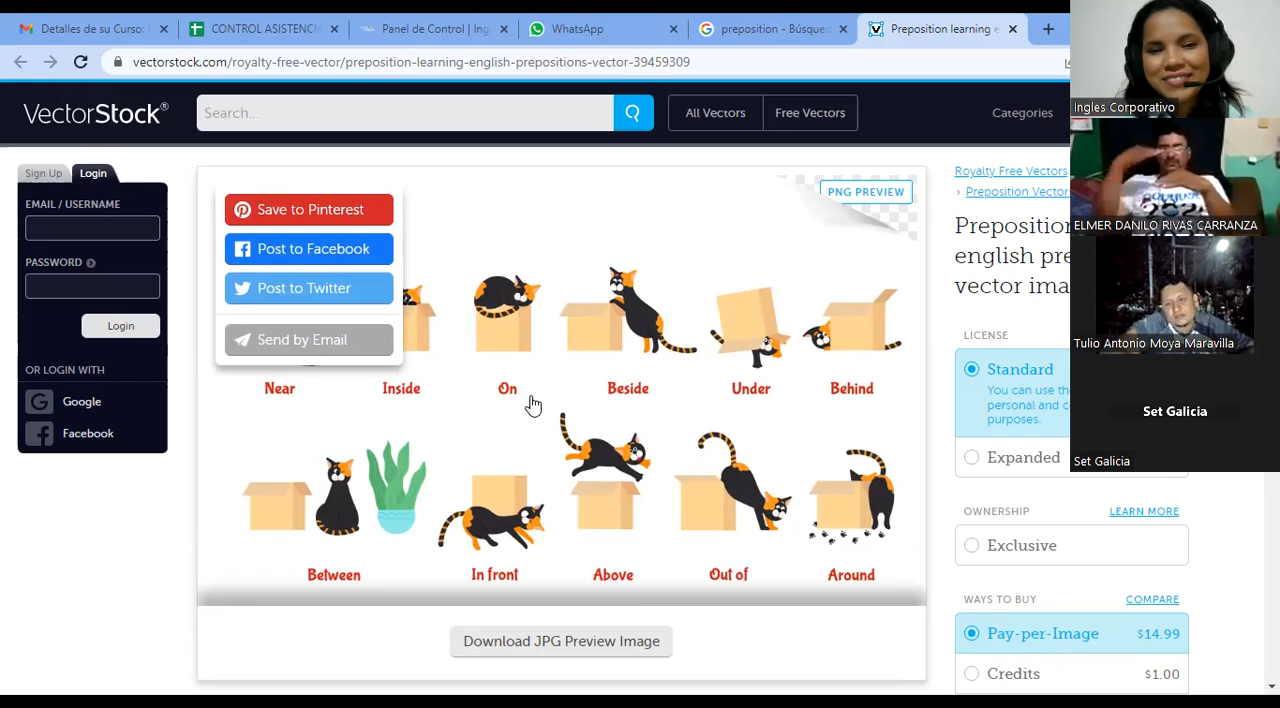 Detalles de su Curso:
CONTROL ASISTENCIA
Panel de Control | Ing
WhatsApp
preposition - Búsque
Preposition learning e
vectorstock.com/royalty-free-vector/preposition-learning-english-prepositions-vector-39459309
VectorStock®
Search...
All Vectors
Free Vectors
Categories
Ingles Corporativo
Sign Up
Login
EMAIL / USERNAME
PASSWORD
Login
OR LOGIN WITH
Google
Facebook
Save to Pinterest
Post to Facebook
Post to Twitter
Send by Email
PNG PREVIEW
Near
Inside
On
Beside
Under
Behind
Between
In front
Above
Out of
Around
Download JPG Preview Image
Royalty Free Vectors
› Preposition Vector
Preposition
english pre
vector ima
ELMER DANILO RIVAS CARRANZA
Tulio Antonio Moya Maravilla
Set Galicia
Set Galicia
LICENSE
Standard
You can use the
personal and co
purposes.
Expanded
OWNERSHIP
LEARN MORE
Exclusive
WAYS TO BUY
COMPARE
Pay-per-Image
$14.99
Credits
$1.00